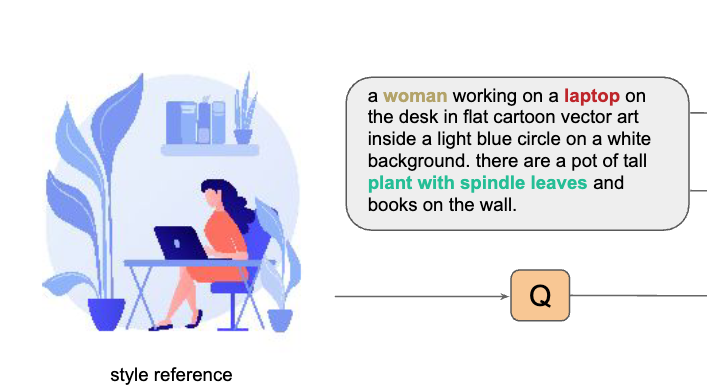 a woman working on a laptop on
the desk in flat cartoon vector art
inside a light blue circle on a white
background. there are a pot of tall
plant with spindle leaves and
books on the wall.
Q
style reference